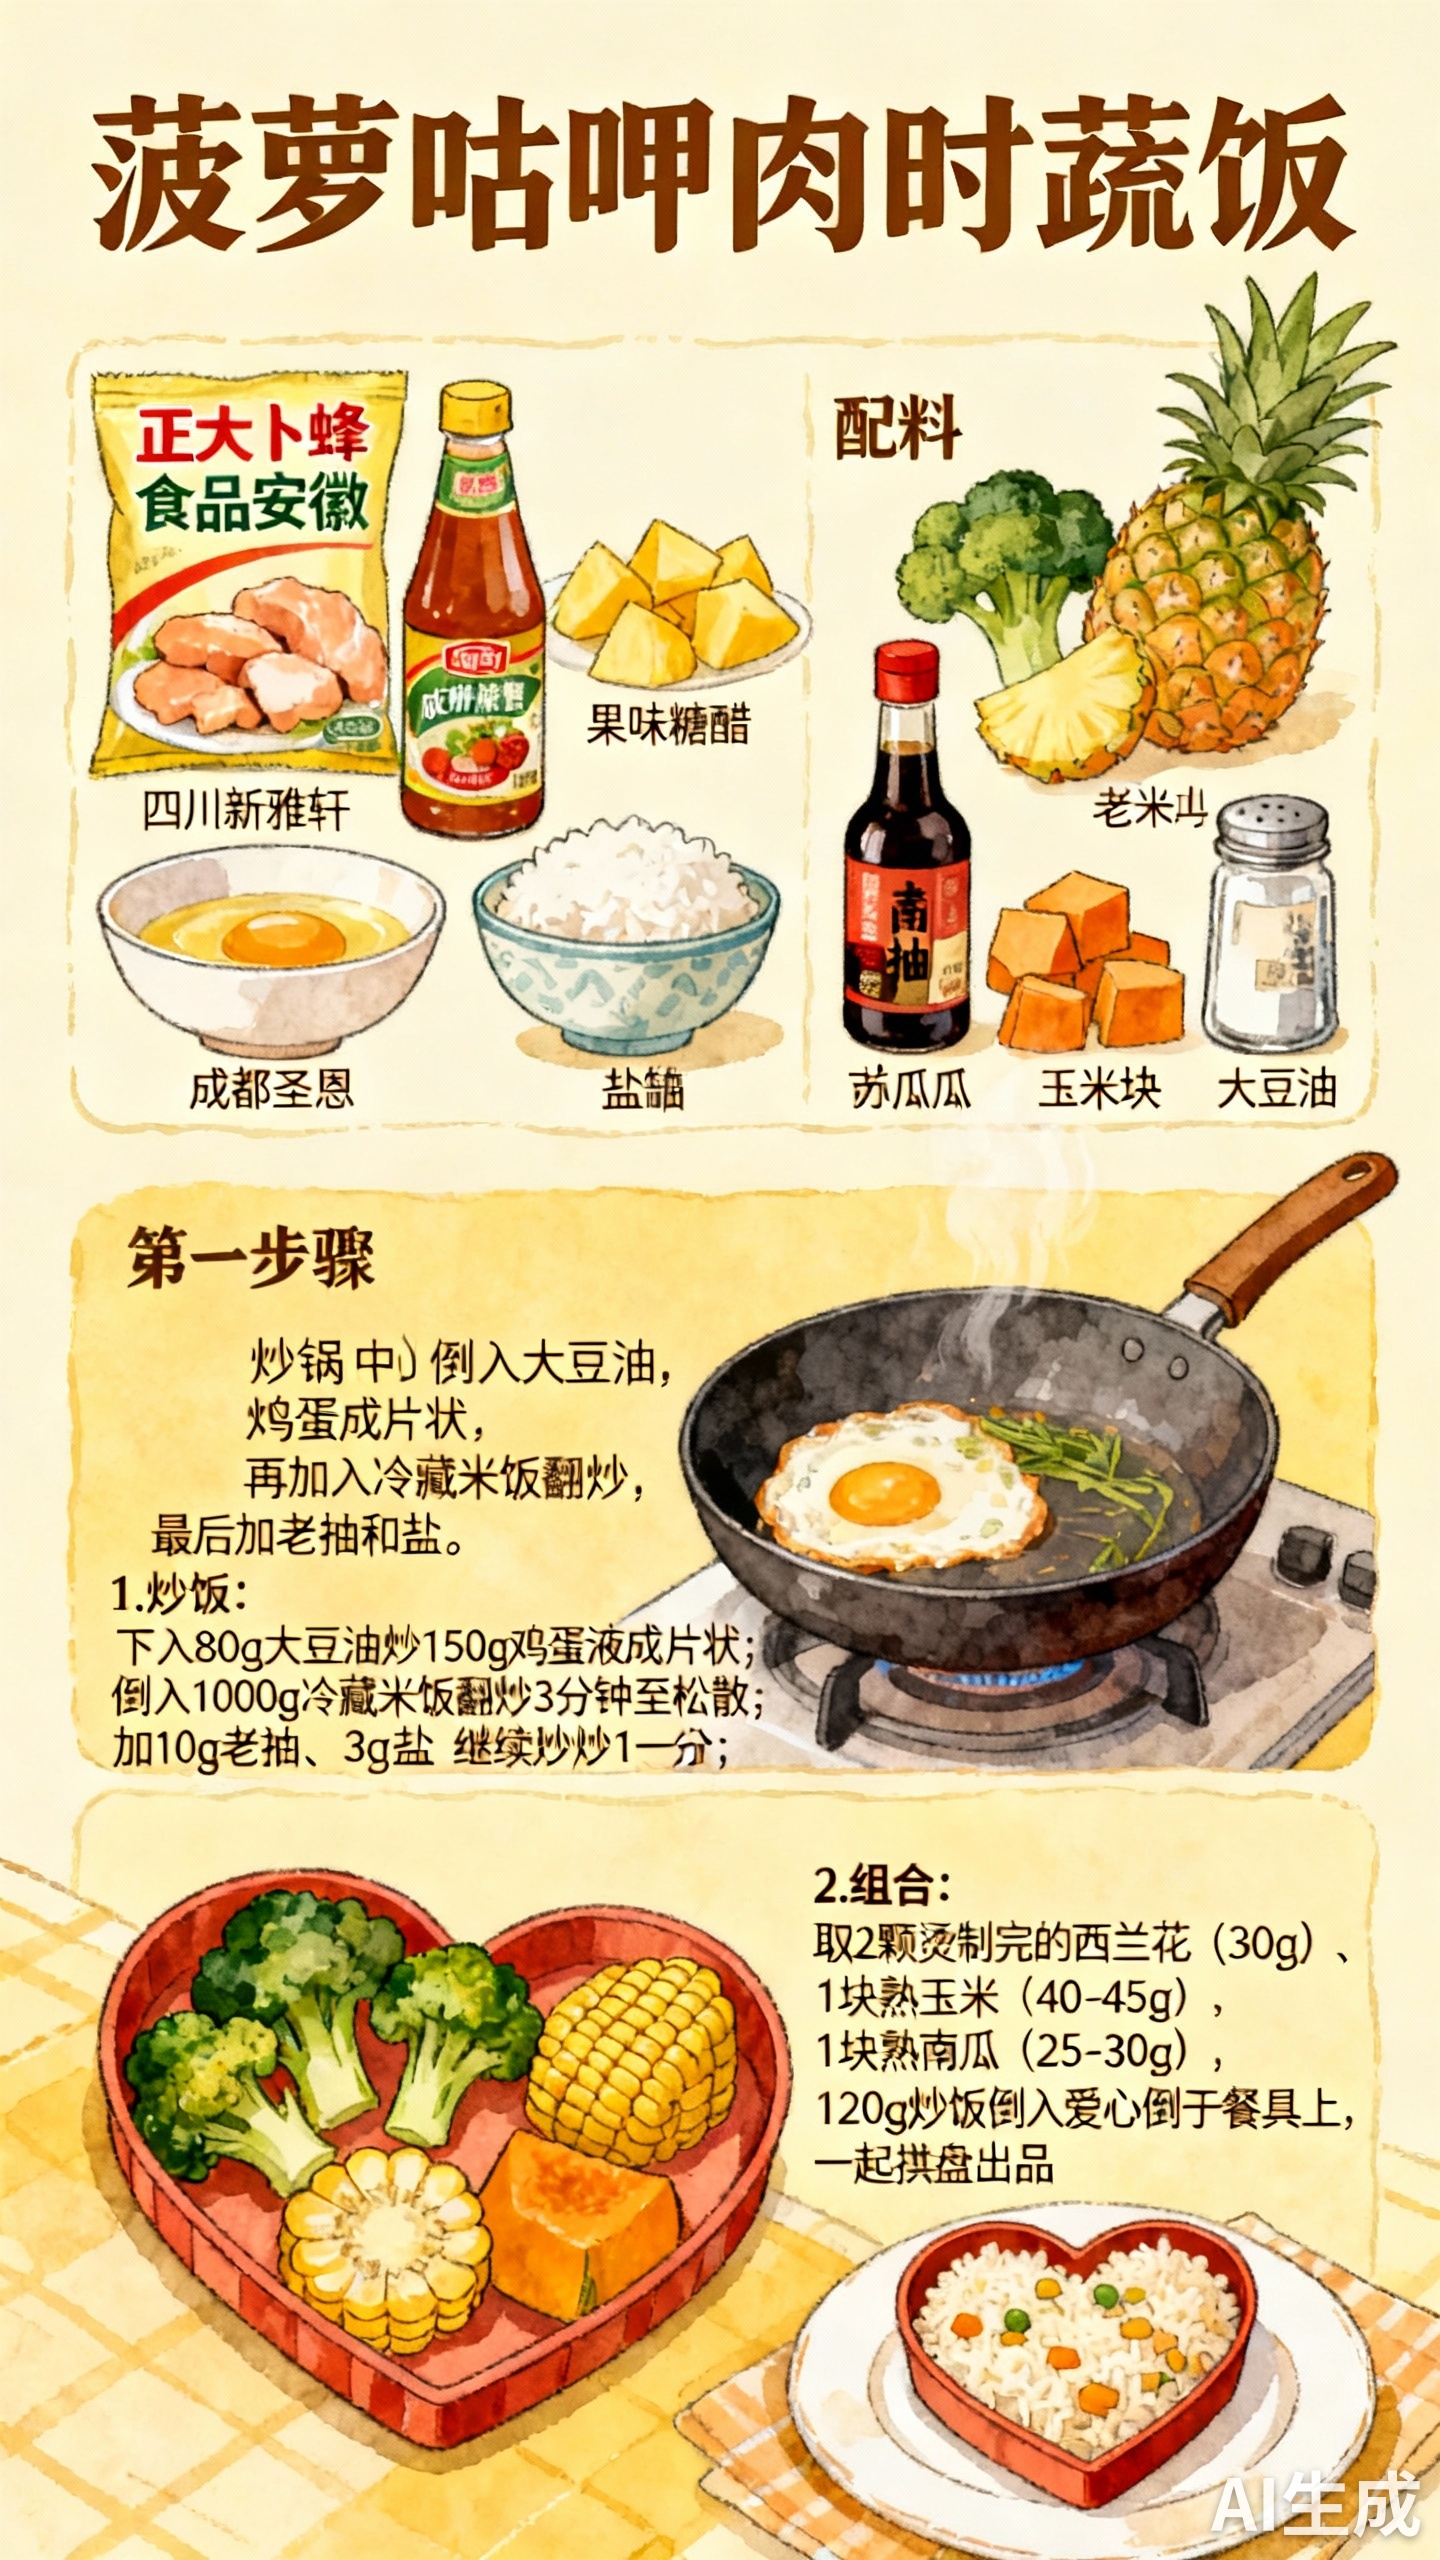 菠萝咕呷肉时蔬饭
正大卜蜂
食品安徽
果味糖醋
四川新雅轩
成都圣恩
盐
配料
老米
南
抽
苏瓜瓜
玉米块
大豆油
第一步骤
炒锅中 倒入大豆油，
鸡蛋成片状，
再加入冷藏米饭翻炒，
最后加老抽和盐。
1.炒饭：
下入80g大豆油炒150g鸡蛋液成片状；
倒入1000g冷藏米饭翻炒3分钟至松散；
加10g老抽、3g盐 继续炒炒1一分；
2.组合：
取2颗烫制完的西兰花（30g）、
1块熟玉米（40-45g），
1块熟南瓜（25-30g），
120g炒饭倒入爱心倒于餐具上，
一起拼盘出品
AI生成